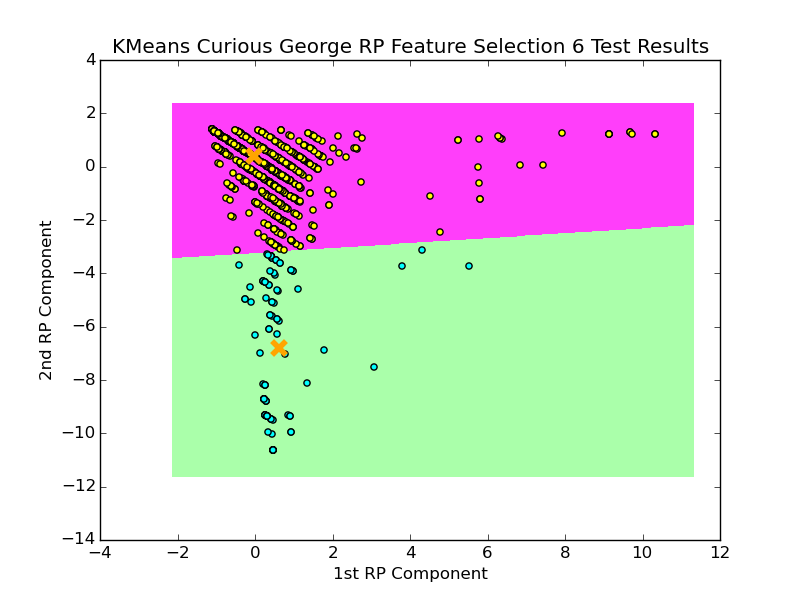 KMeans Curious George RP Feature Selection 6 Test Results
4
2
0
−2
−4
−6
−8
−10
−12
−14
2nd RP Component
−4 −2 0 2 4 6 8 10 12
1st RP Component